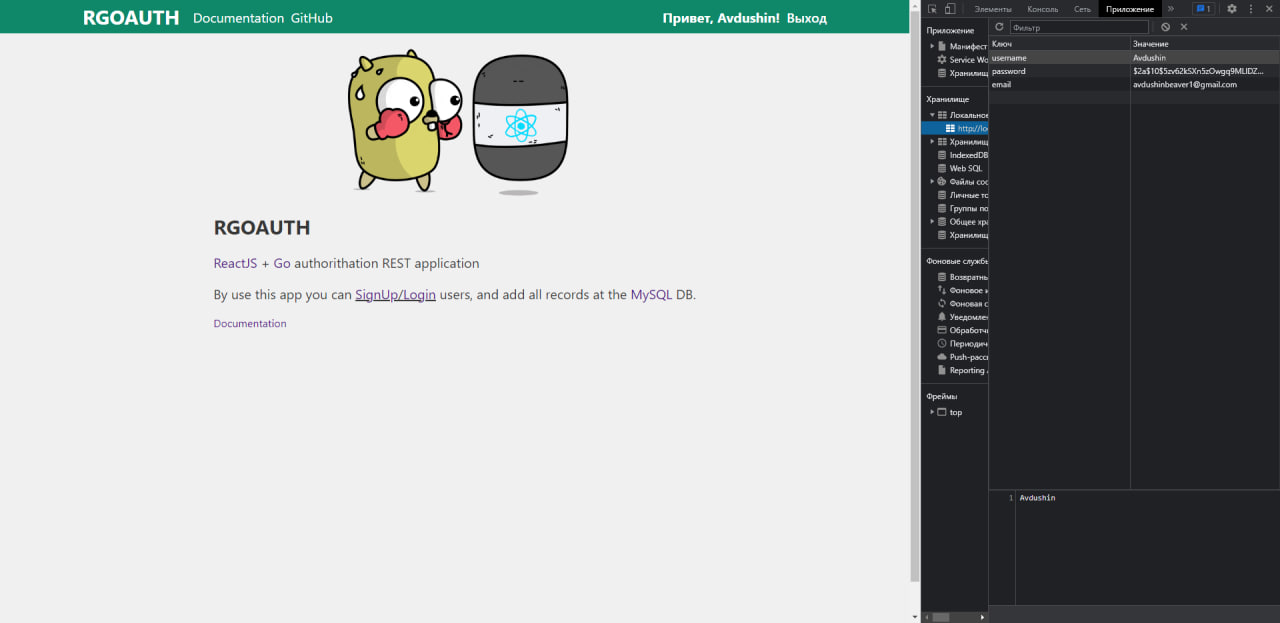 RGOAUTH Documentation GitHub Привет, Avdushin! Выход
RGOAUTH
ReactJS + Go authorithation REST application
By use this app you can SignUp/Login users, and add all records at the MySQL DB.
Documentation
Элементы Консоль Сеть Приложение » 1
Приложение
Манифест
Service Wo
Хранилищ
Хранилище
Локальное
http://lo
Хранилищ
IndexedDB
Web SQL
Файлы coc
Личные то
Группы по
Общее хра
Хранилищ
Фоновые службы
Возвратны
Фоновое и
Фоновая с
Уведомлен
Обработчи
Периодич
Push-расс
Reporting
Фреймы
top
Фильтр
Ключ Значение
username Avdushin
password $2a$10$5zv62kSXn5zOwgq9MLIDZ...
email avdushinbeaver1@gmail.com
1 Avdushin